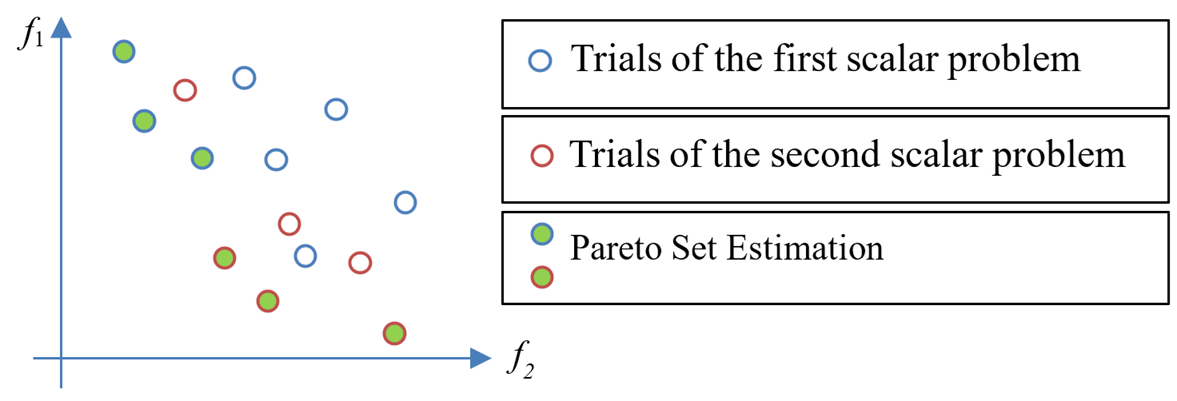 f1
Trials of the first scalar problem
Trials of the second scalar problem
Pareto Set Estimation
f2